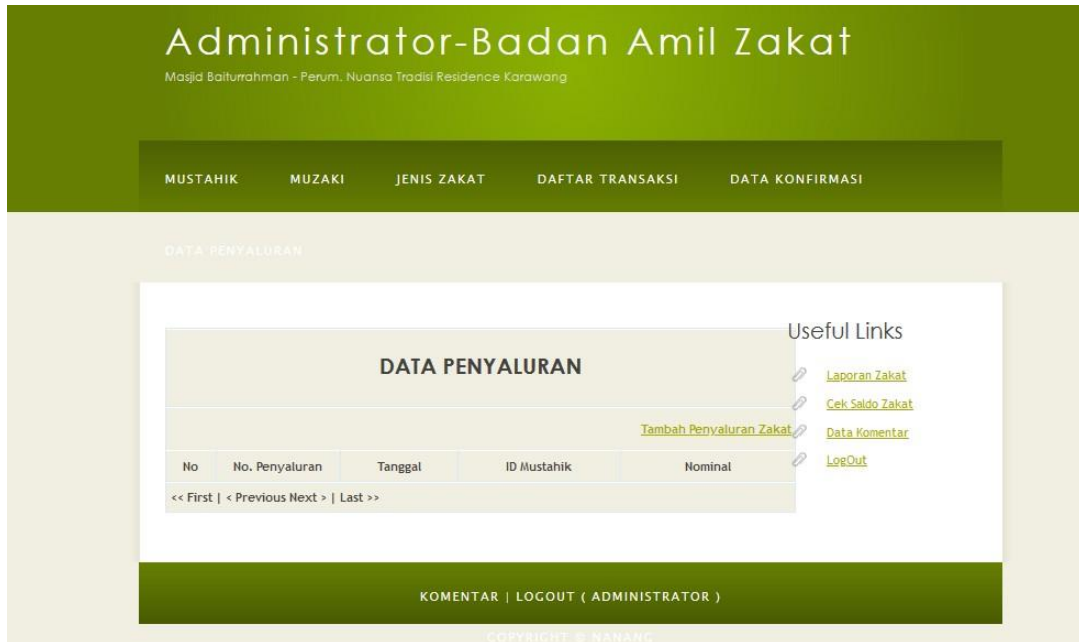 Administrator-Badan Amil Zakat
Masjid Baiturrahman - Perum. Nuansa Tradisi Residence Karawang
MUSTAHIK MUZAKI JENIS ZAKAT DAFTAR TRANSAKSI DATA KONFIRMASI
DATA PENYALURAN
DATA PENYALURAN
Tambah Penyaluran Zakat
No No. Penyaluran Tanggal ID Mustahik Nominal
<< First | < Previous Next > | Last >>
Useful Links
Laporan Zakat
Cek Saldo Zakat
Data Komentar
LogOut
KOMENTAR | LOGOUT ( ADMINISTRATOR )
COPYRIGHT © NANANG